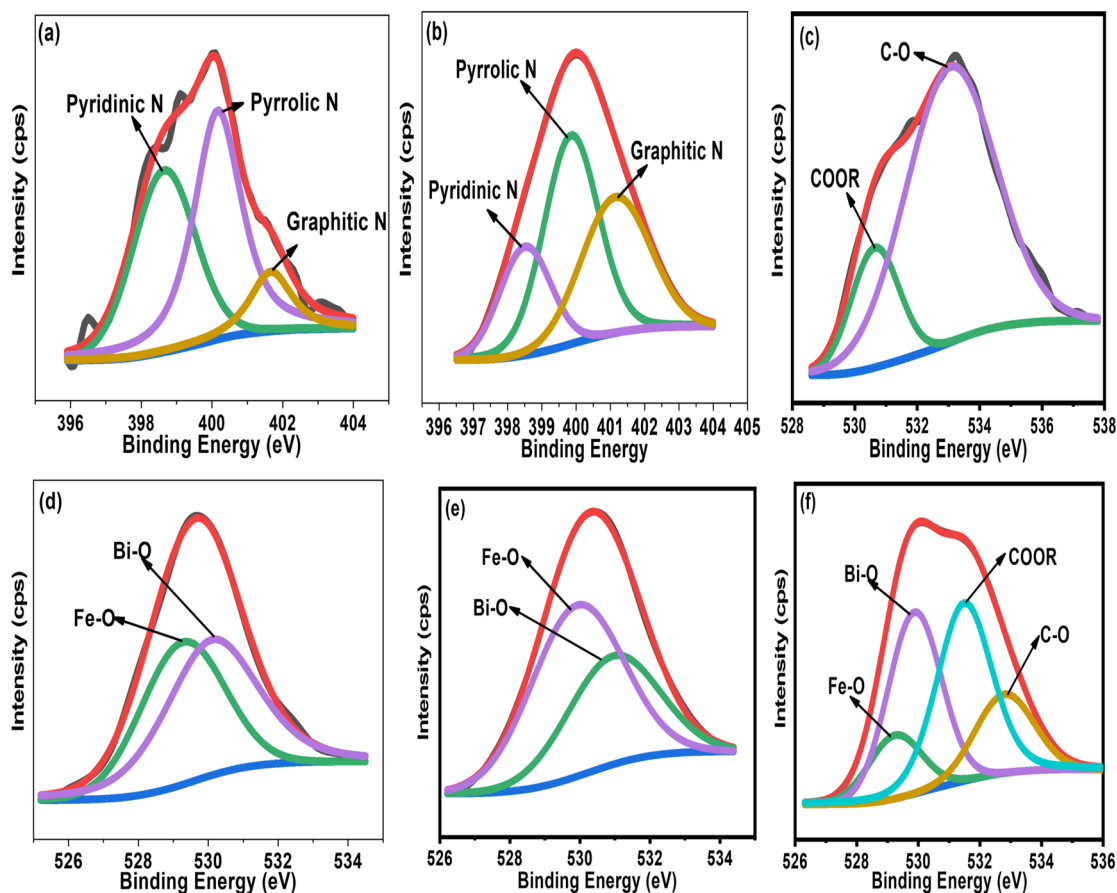 (a)
Pyridinic N
Pyrrolic N
Graphitic N
Intensity (cps)
396 398 400 402 404
Binding Energy (eV)
(b)
Pyrrolic N
Graphitic N
Pyridinic N
Intensity (cps)
396 397 398 399 400 401 402 403 404 405
Binding Energy
(c)
C-O
COOR
Intensity (cps)
528 530 532 534 536 538
Binding Energy (eV)
(d)
Bi-O
Fe-O
Intensity (cps)
526 528 530 532 534
Binding Energy (eV)
(e)
Fe-O
Bi-O
Intensity (cps)
526 528 530 532 534
Binding Energy (eV)
(f)
COOR
Bi-O
C-O
Fe-O
Intensity (cps)
526 528 530 532 534 536
Binding Energy (eV)